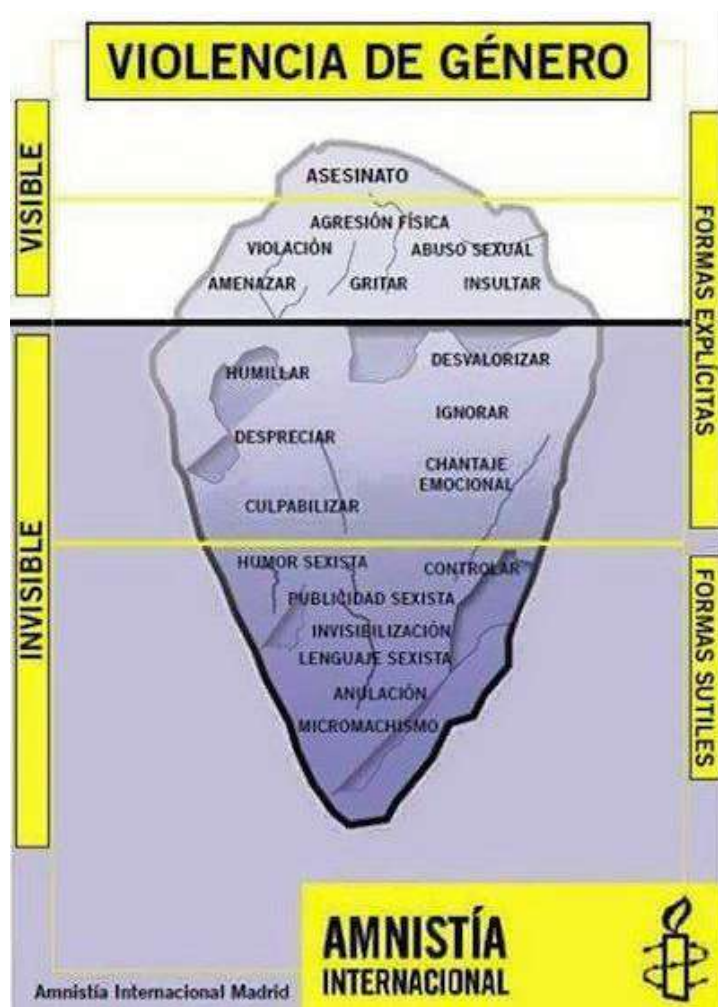 VIOLENCIA DE GÉNERO
VISIBLE
FORMAS EXPLÍCITAS
ASESINATO
AGRESIÓN FÍSICA
VIOLACIÓN
ABUSO SEXUAL
AMENAZAR
GRITAR
INSULTAR
INVISIBLE
HUMILLAR
DESVALORIZAR
IGNORAR
DESPRECIAR
CHANTAJE
EMOCIONAL
CULPABILIZAR
FORMAS SUTILES
HUMOR SEXISTA
CONTROLAR
PUBLICIDAD SEXISTA
INVISIBILIZACIÓN
LENGUAJE SEXISTA
ANULACIÓN
MICROMACHISMO
AMNISTÍA
INTERNACIONAL
Amnistía Internacional Madrid